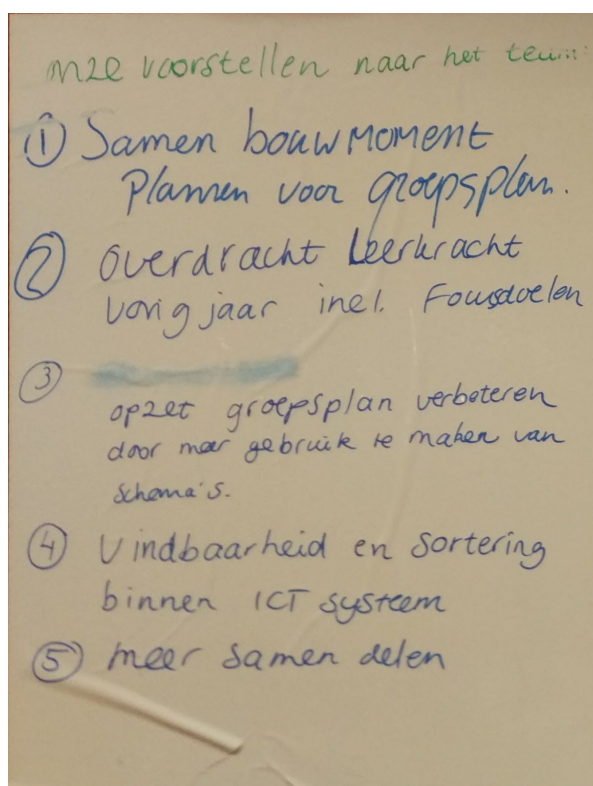 onze voorstellen naar het team:
① Samen bouwmoment
plannen voor groepsplan.
② overdracht leerkracht
vorig jaar incl. Focusdoelen
③
opzet groepsplan verbeteren
door meer gebruik te maken van
schema's.
④ Vindbaarheid en sortering
binnen ICT systeem
⑤ meer samen delen